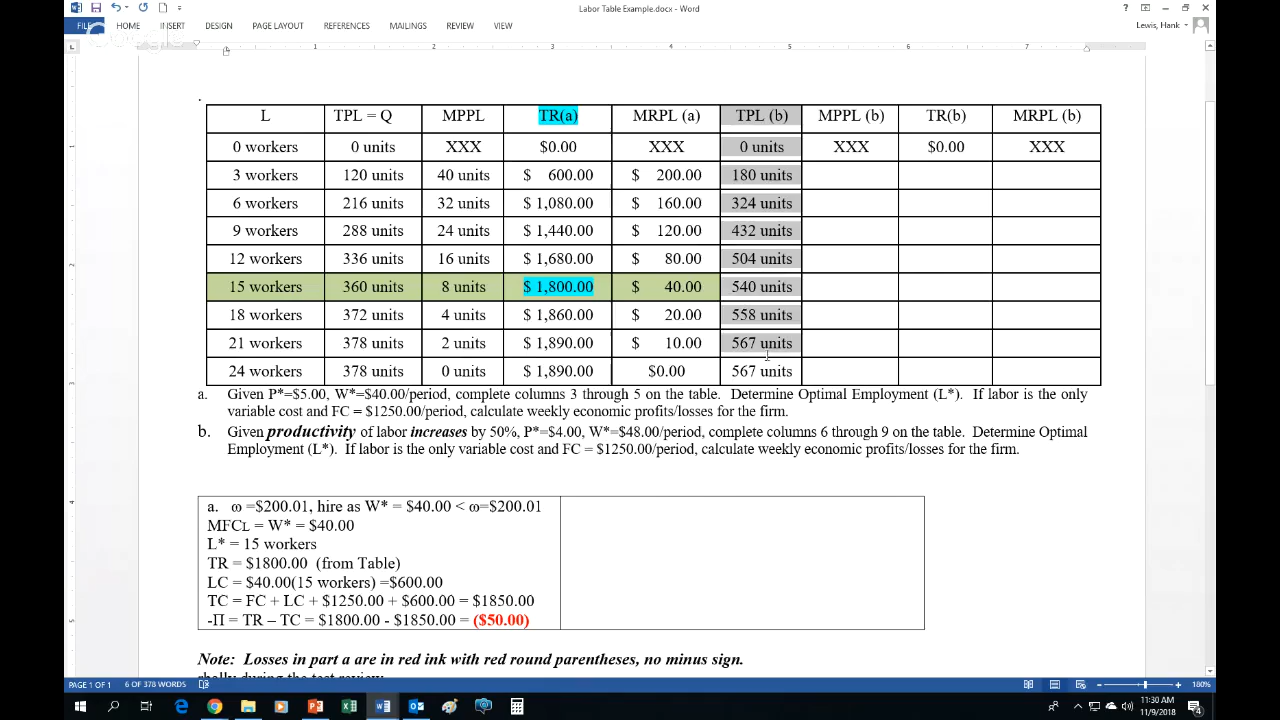 Labor Table Example.docx - Word
Lewis, Hank
FILE HOME INSERT DESIGN PAGE LAYOUT REFERENCES MAILINGS REVIEW VIEW
Google
1 2 3 4 5 6 7
.
L TPL = Q MPPL TR(a) MRPL (a) TPL (b) MPPL (b) TR(b) MRPL (b)
0 workers 0 units XXX $0.00 XXX 0 units XXX $0.00 XXX
3 workers 120 units 40 units $ 600.00 $ 200.00 180 units
6 workers 216 units 32 units $ 1,080.00 $ 160.00 324 units
9 workers 288 units 24 units $ 1,440.00 $ 120.00 432 units
12 workers 336 units 16 units $ 1,680.00 $ 80.00 504 units
15 workers 360 units 8 units $ 1,800.00 $ 40.00 540 units
18 workers 372 units 4 units $ 1,860.00 $ 20.00 558 units
21 workers 378 units 2 units $ 1,890.00 $ 10.00 567 units
24 workers 378 units 0 units $ 1,890.00 $0.00 567 units
a. Given P*=$5.00, W*=$40.00/period, complete columns 3 through 5 on the table. Determine Optimal Employment (L*). If labor is the only
variable cost and FC = $1250.00/period, calculate weekly economic profits/losses for the firm.
b. Given productivity of labor increases by 50%, P*=$4.00, W*=$48.00/period, complete columns 6 through 9 on the table. Determine Optimal
Employment (L*). If labor is the only variable cost and FC = $1250.00/period, calculate weekly economic profits/losses for the firm.
a. ω =$200.01, hire as W* = $40.00 < ω=$200.01
MFCL = W* = $40.00
L* = 15 workers
TR = $1800.00 (from Table)
LC = $40.00(15 workers) =$600.00
TC = FC + LC + $1250.00 + $600.00 = $1850.00
-Π = TR – TC = $1800.00 - $1850.00 = ($50.00)
Note: Losses in part a are in red ink with red round parentheses, no minus sign.
during the test review
PAGE 1 OF 1 6 OF 378 WORDS 180%
11:30 AM
11/9/2018